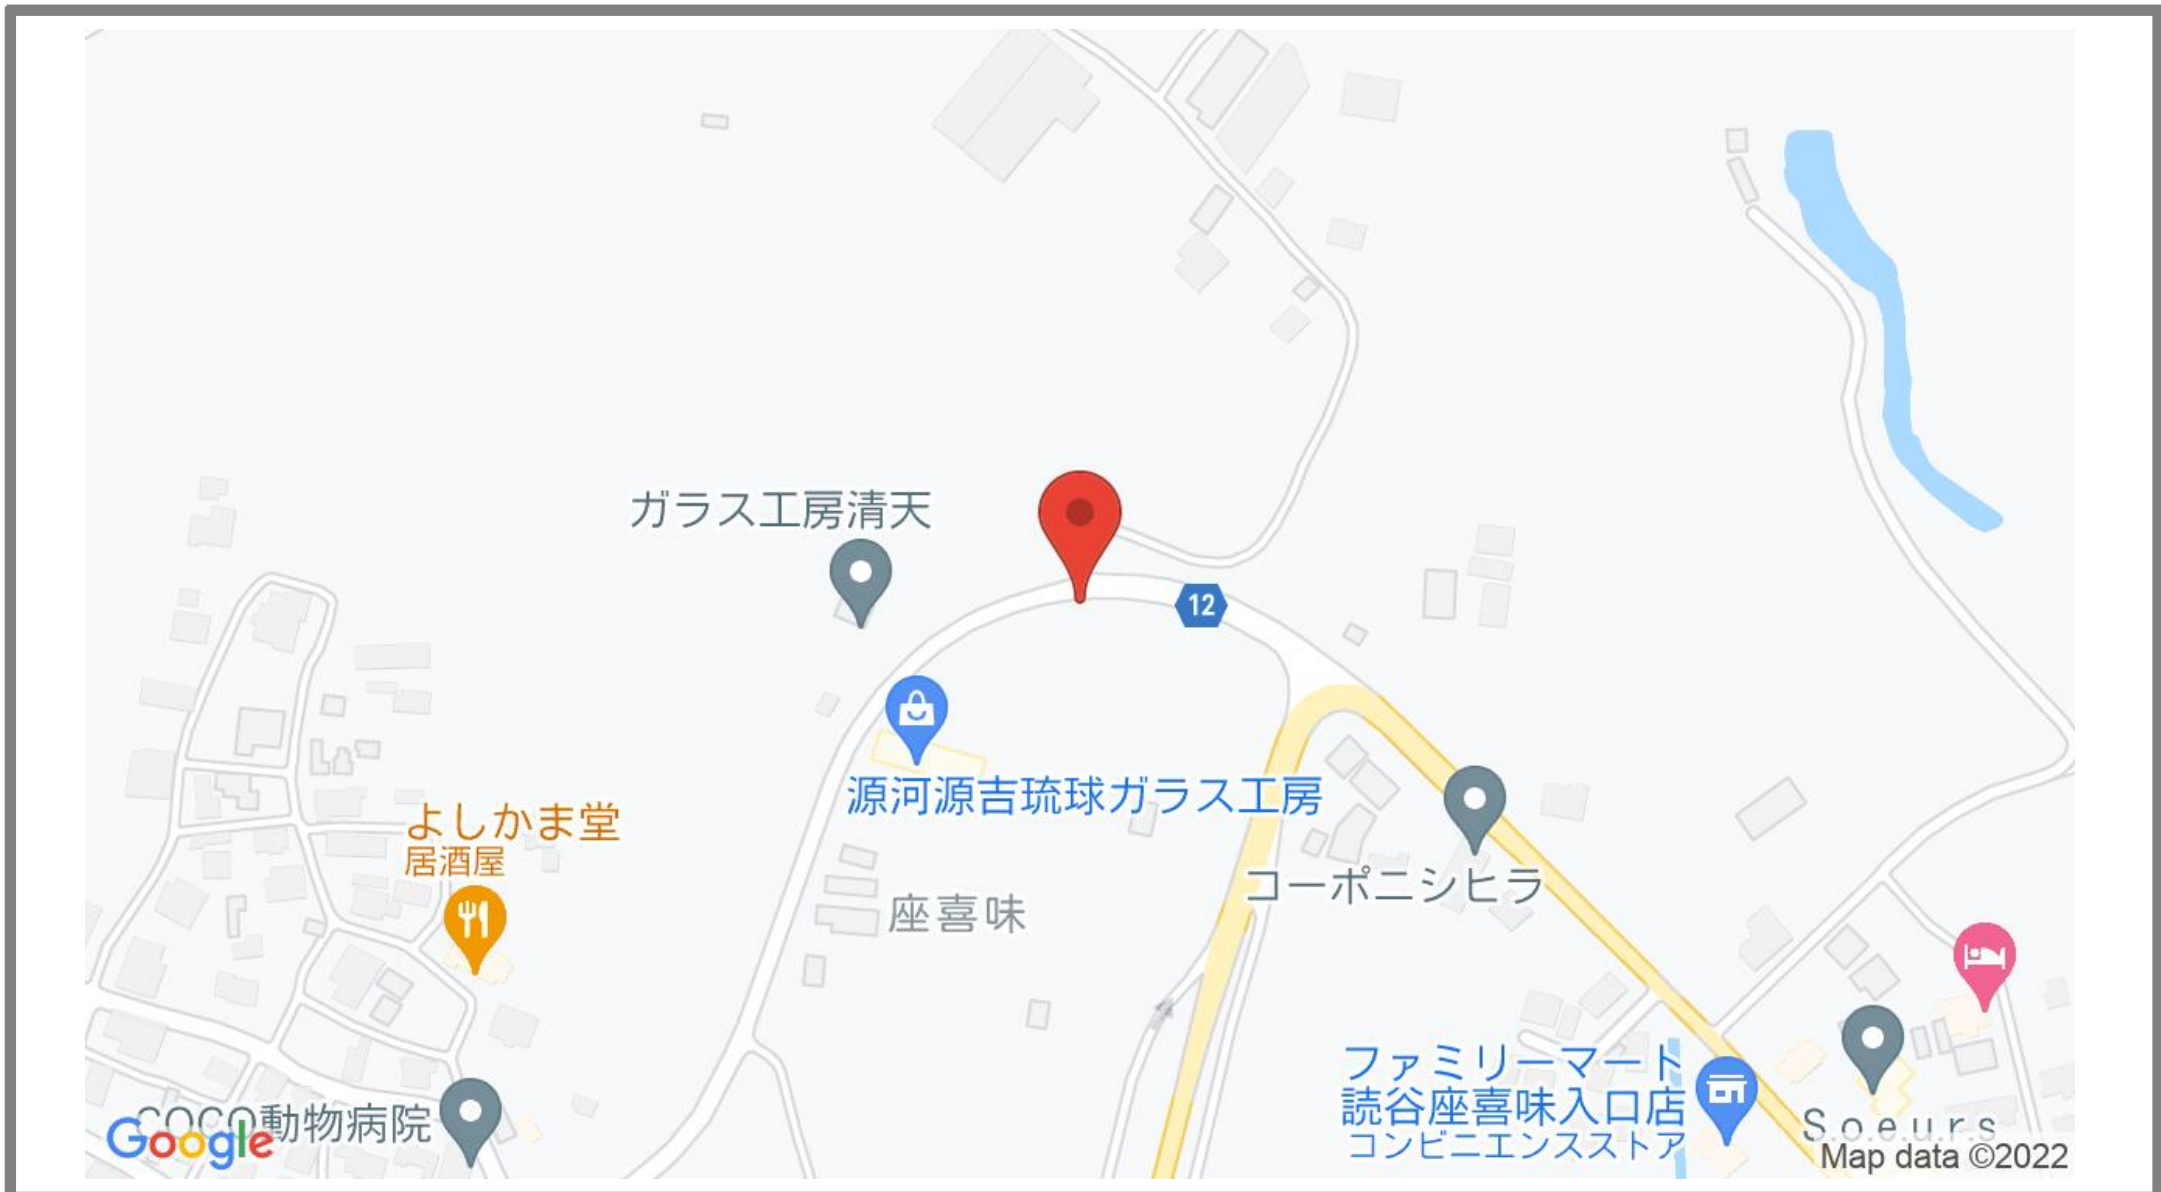 ガラス工房清天
12
源河源吉琉球ガラス工房
よしかま堂
居酒屋
コーポニシヒラ
座喜味
ファミリーマート
読谷座喜味入口店
コンビニエンスストア
COCO動物病院
S.o.e.u.r.s
Google
Map data ©2022